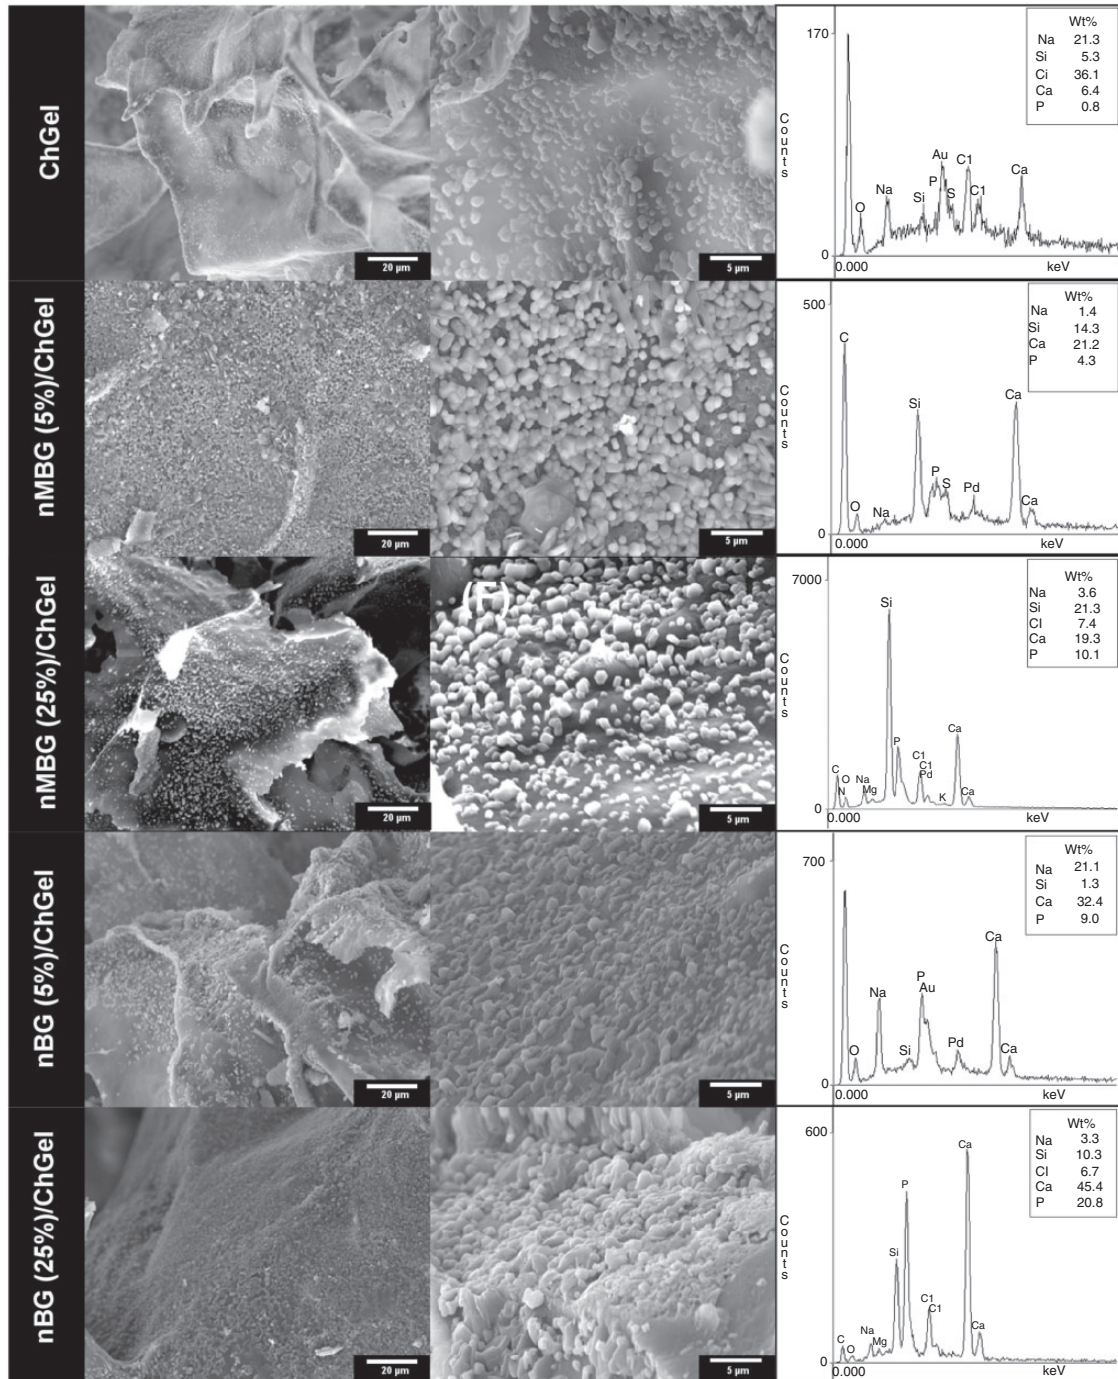 ChGel
20 µm
5 µm
170
Counts
0
0.000
keV
O
Na
Si
P
Au
S
C1
C1
Ca
Wt%
Na 21.3
Si 5.3
Ci 36.1
Ca 6.4
P 0.8
nMBG (5%)/ChGel
20 µm
5 µm
500
Counts
0
0.000
keV
C
O
Na
Si
P
S
Pd
Ca
Ca
Wt%
Na 1.4
Si 14.3
Ca 21.2
P 4.3
nMBG (25%)/ChGel
20 µm
(F)
5 µm
7000
Counts
0
0.000
keV
C
O
N
Na
Mg
Si
P
C1
C1
Pd
K
Ca
Ca
Wt%
Na 3.6
Si 21.3
Cl 7.4
Ca 19.3
P 10.1
nBG (5%)/ChGel
20 µm
5 µm
700
Counts
0
0.000
keV
O
Na
Si
P
Au
Pd
Ca
Ca
Wt%
Na 21.1
Si 1.3
Ca 32.4
P 9.0
nBG (25%)/ChGel
20 µm
5 µm
600
Counts
0
0.000
keV
C
O
Na
Mg
Si
P
C1
C1
Ca
Ca
Wt%
Na 3.3
Si 10.3
Cl 6.7
Ca 45.4
P 20.8